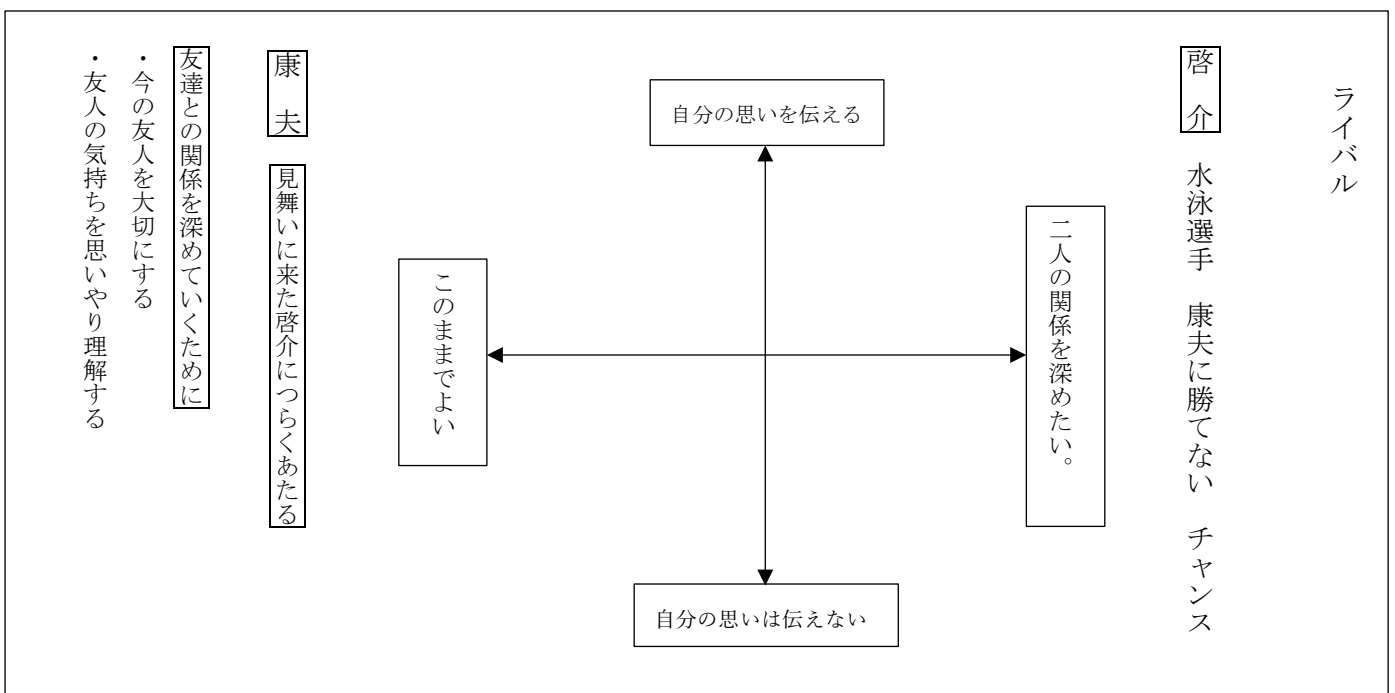 ライバル
啓介 水泳選手 康夫に勝てない チャンス
二人の関係を深めたい。
自分の思いを伝える
自分の思いは伝えない
このままでよい
康夫 見舞いに来た啓介につらくあたる
友達との関係を深めていくために
・今の友人を大切にする
・友人の気持ちを思いやり理解する